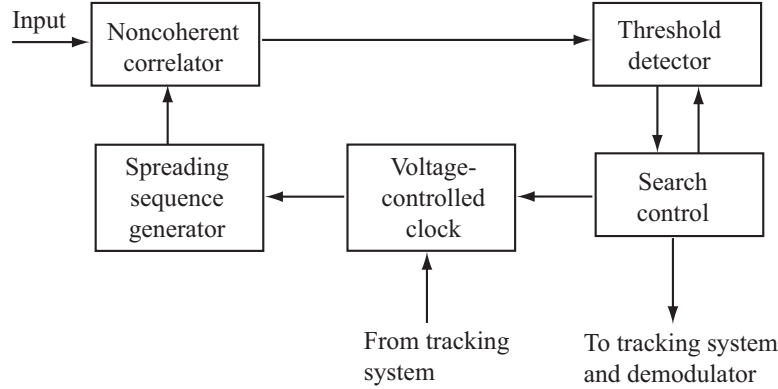 Input
Noncoherent
correlator
Threshold
detector
Spreading
sequence
generator
Voltage-
controlled
clock
Search
control
From tracking
system
To tracking system
and demodulator